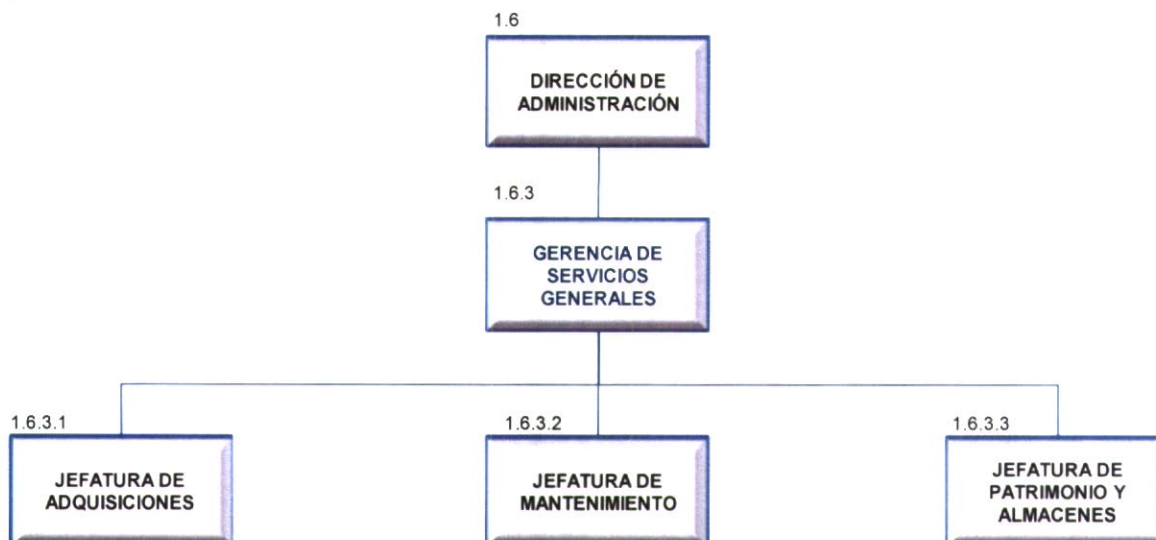 1.6
DIRECCIÓN DE
ADMINISTRACIÓN
1.6.3
GERENCIA DE
SERVICIOS
GENERALES
1.6.3.1
JEFATURA DE
ADQUISICIONES
1.6.3.2
JEFATURA DE
MANTENIMIENTO
1.6.3.3
JEFATURA DE
PATRIMONIO Y
ALMACENES